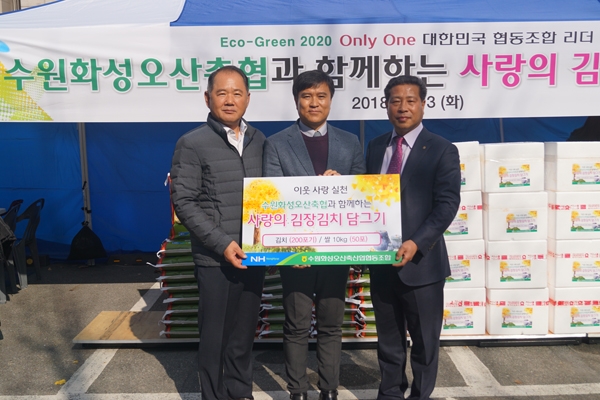 Eco-Green 2020 Only One 대한민국 협동조합 리더
수원화성오산축협과 함께하는 사랑의 김
2018
3 (화)
이웃 사랑 실천
수원화성오산축협과 함께하는
사랑의 김장김치 담그기
김치 (200포기) / 쌀 10kg (50포)
NH 수원화성오산축산업협동조합